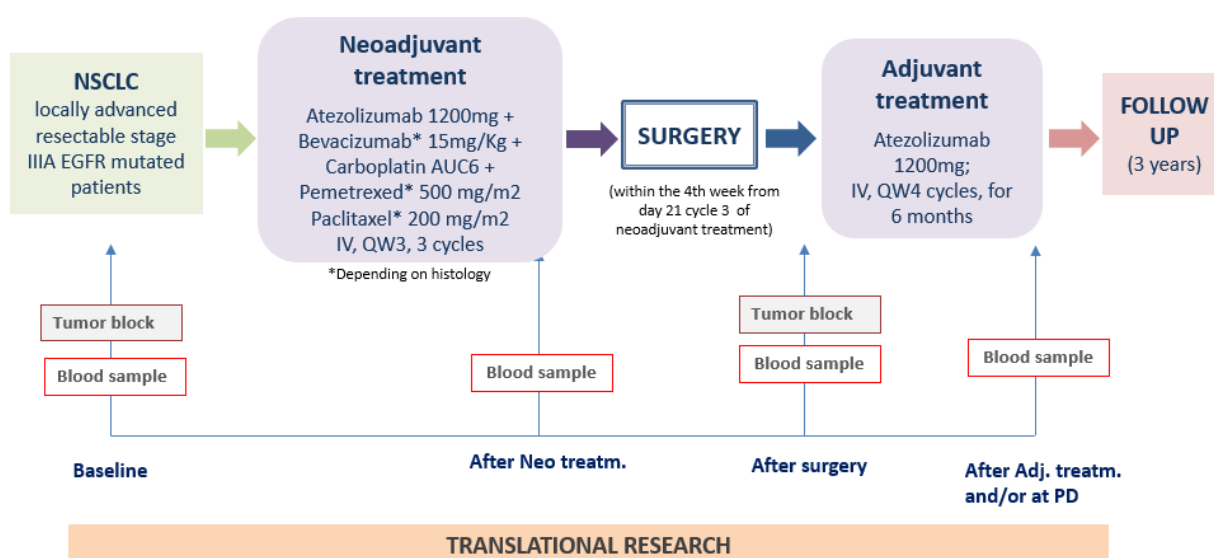 NSCLC
locally advanced
resectable stage
IIIA EGFR mutated
patients
Neoadjuvant
treatment
Atezolizumab 1200mg +
Bevacizumab* 15mg/Kg +
Carboplatin AUC6 +
Pemetrexed* 500 mg/m2
Paclitaxel* 200 mg/m2
IV, QW3, 3 cycles
*Depending on histology
SURGERY
(within the 4th week from
day 21 cycle 3 of
neoadjuvant treatment)
Adjuvant
treatment
Atezolizumab
1200mg;
IV, QW4 cycles, for
6 months
FOLLOW
UP
(3 years)
Tumor block
Blood sample
Blood sample
Tumor block
Blood sample
Blood sample
Baseline
After Neo treatm.
After surgery
After Adj. treatm.
and/or at PD
TRANSLATIONAL RESEARCH